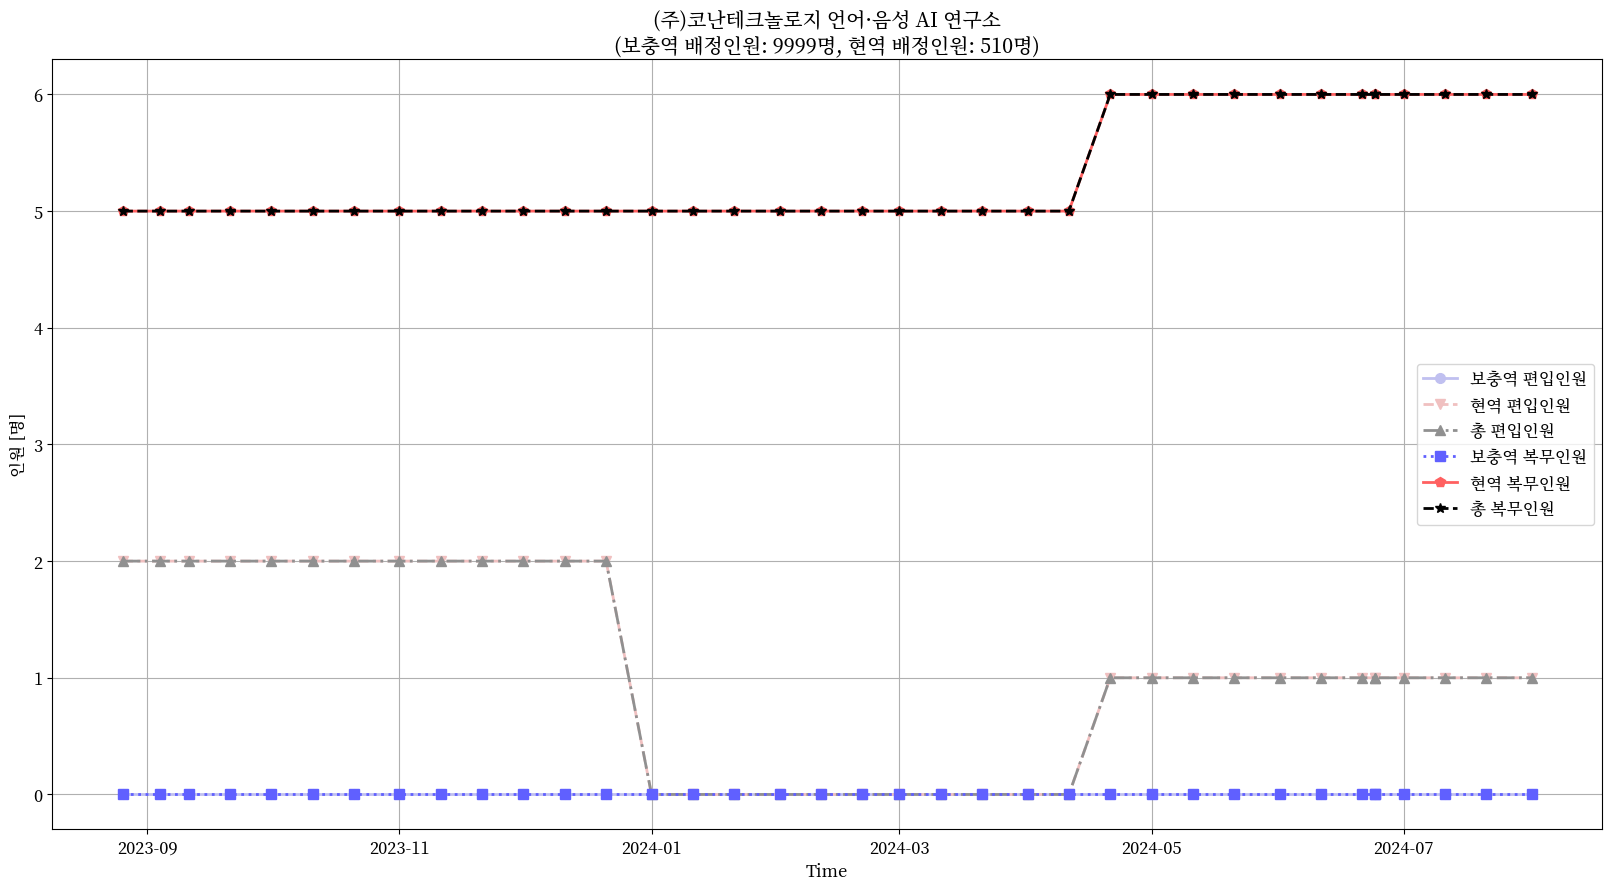 (주)코난테크놀로지 언어·음성 AI 연구소
(보충역 배정인원: 9999명, 현역 배정인원: 510명)
6
5
4
3
2
1
0
인원 [명]
보충역 편입인원
현역 편입인원
총 편입인원
보충역 복무인원
현역 복무인원
총 복무인원
2023-09 2023-11 2024-01 2024-03 2024-05 2024-07
Time